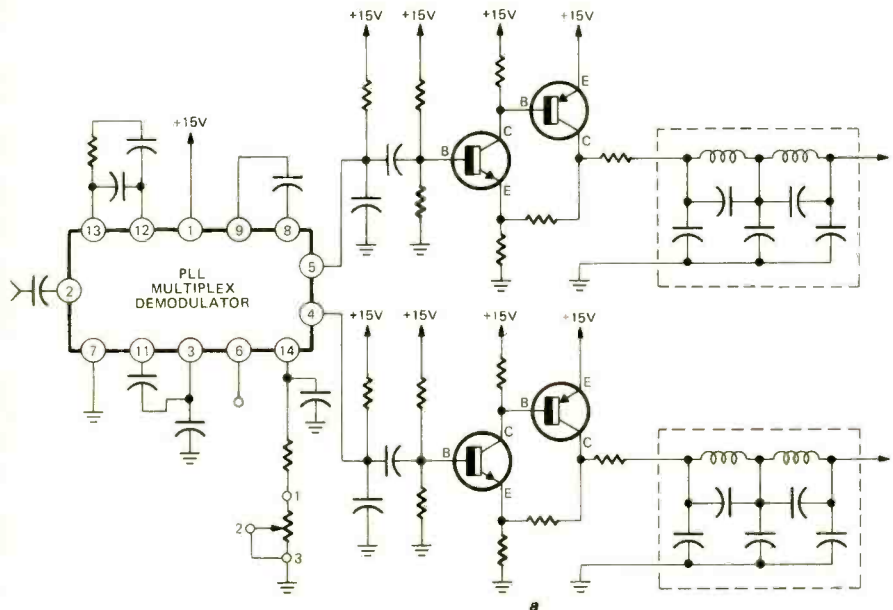 +15V +15V +15V +15V
+15V
E
C
B
B
C
E
13 12 1 9 8
5
2
PLL
MULTIPLEX
DEMODULATOR
4
7 11 3 6 14
+15V +15V +15V +15V
E
B
C
C
B
E
1
2
3
a